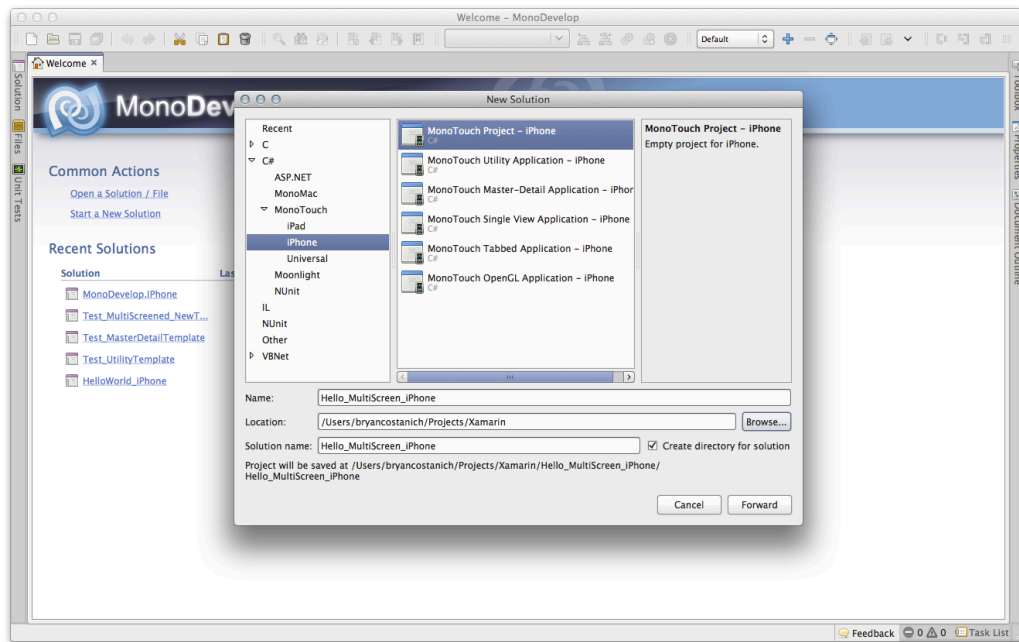 Welcome – MonoDevelop
Default
Welcome ×
Solution
Files
Unit Tests
MonoDev
Common Actions
Open a Solution / File
Start a New Solution
Recent Solutions
Solution Las
MonoDevelop.IPhone
Test_MultiScreened_NewT...
Test_MasterDetailTemplate
Test_UtilityTemplate
HelloWorld_iPhone
New Solution
Recent
C
C#
ASP.NET
MonoMac
MonoTouch
iPad
iPhone
Universal
Moonlight
NUnit
IL
NUnit
Other
VBNet
MonoTouch Project – iPhone
C#
MonoTouch Utility Application – iPhone
C#
MonoTouch Master-Detail Application – iPhor
C#
MonoTouch Single View Application – iPhone
C#
MonoTouch Tabbed Application – iPhone
C#
MonoTouch OpenGL Application – iPhone
C#
MonoTouch Project – iPhone
Empty project for iPhone.
Name: Hello_MultiScreen_iPhone
Location: /Users/bryancostanich/Projects/Xamarin Browse...
Solution name: Hello_MultiScreen_iPhone Create directory for solution
Project will be saved at /Users/bryancostanich/Projects/Xamarin/Hello_MultiScreen_iPhone/
Hello_MultiScreen_iPhone
Cancel Forward
Toolbox
Properties
Document Outline
Feedback 0 0 Task List